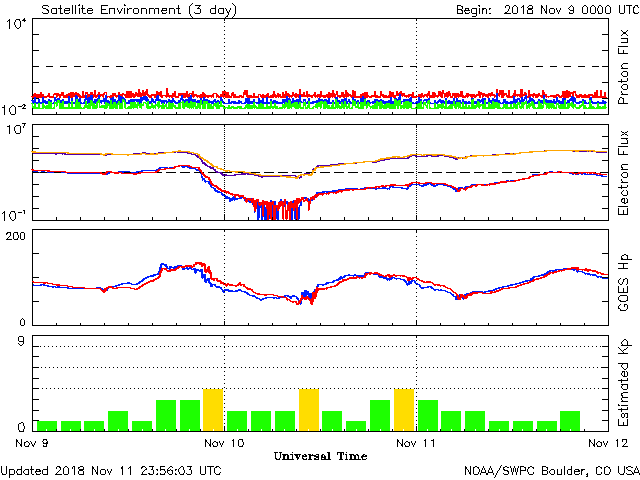 Satellite Environment (3 day)
Begin: 2018 Nov 9 0000 UTC
10^4
10^-2
Proton Flux
10^7
10^-1
Electron Flux
200
0
GOES Hp
9
0
Estimated Kp
Nov 9
Nov 10
Nov 11
Nov 12
Universal Time
Updated 2018 Nov 11 23:56:03 UTC
NOAA/SWPC Boulder, CO USA